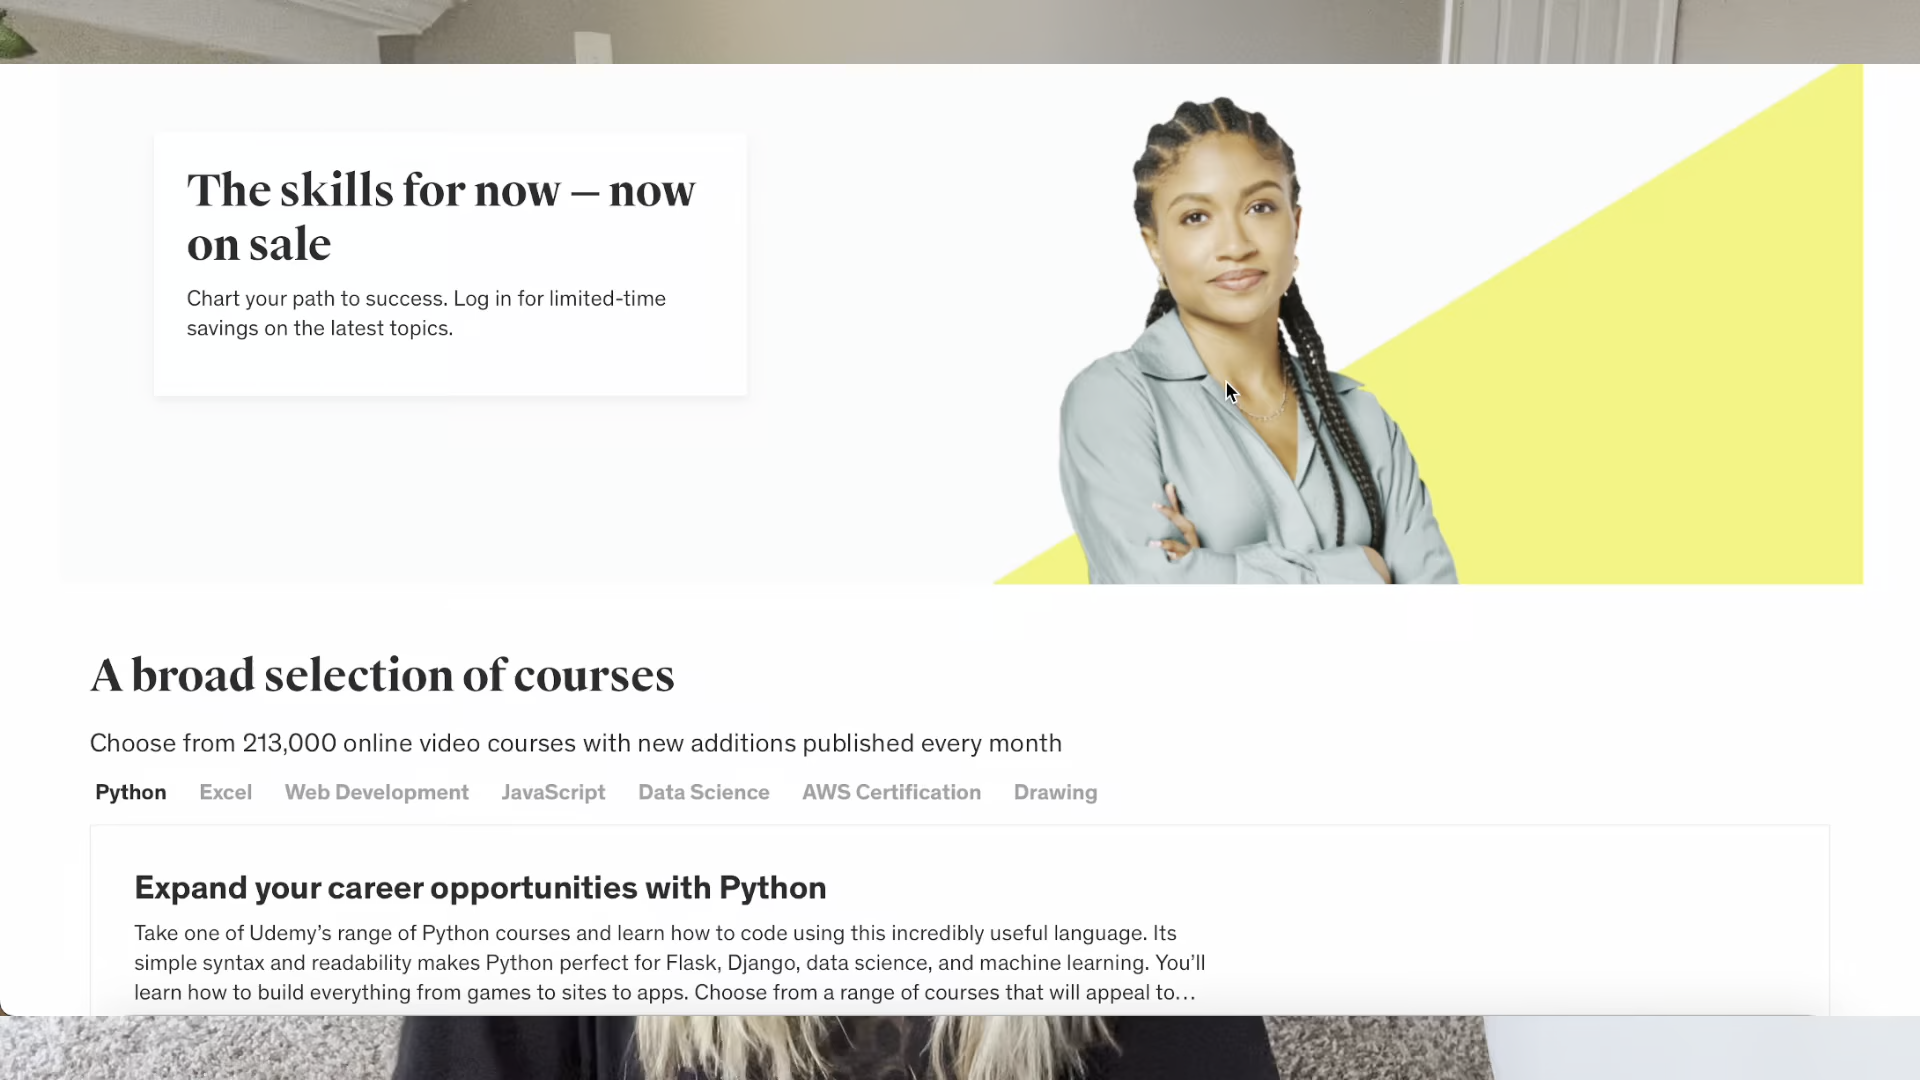 The skills for now – now
on sale
Chart your path to success. Log in for limited-time
savings on the latest topics.
A broad selection of courses
Choose from 213,000 online video courses with new additions published every month
Python Excel Web Development JavaScript Data Science AWS Certification Drawing
Expand your career opportunities with Python
Take one of Udemy’s range of Python courses and learn how to code using this incredibly useful language. Its
simple syntax and readability makes Python perfect for Flask, Django, data science, and machine learning. You’ll
learn how to build everything from games to sites to apps. Choose from a range of courses that will appeal to…